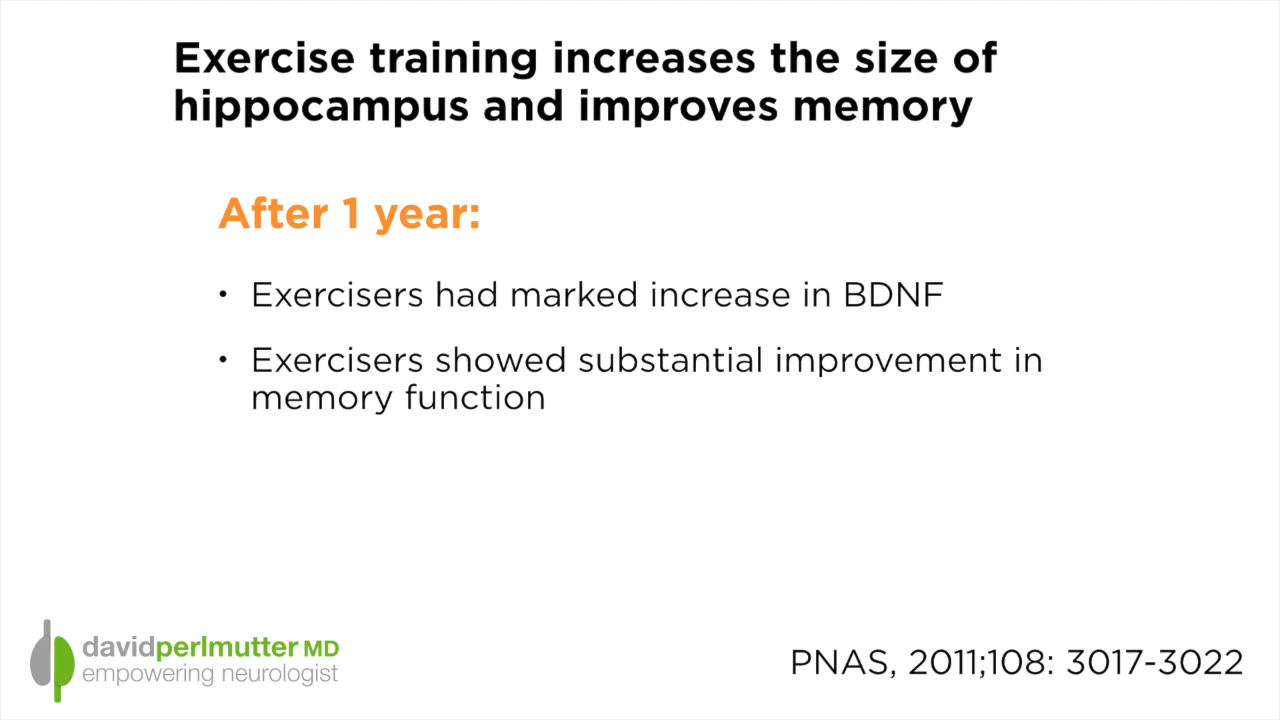 Exercise training increases the size of
hippocampus and improves memory
After 1 year:
• Exercisers had marked increase in BDNF
• Exercisers showed substantial improvement in
memory function
davidperlmutter MD
empowering neurologist
PNAS, 2011;108: 3017-3022